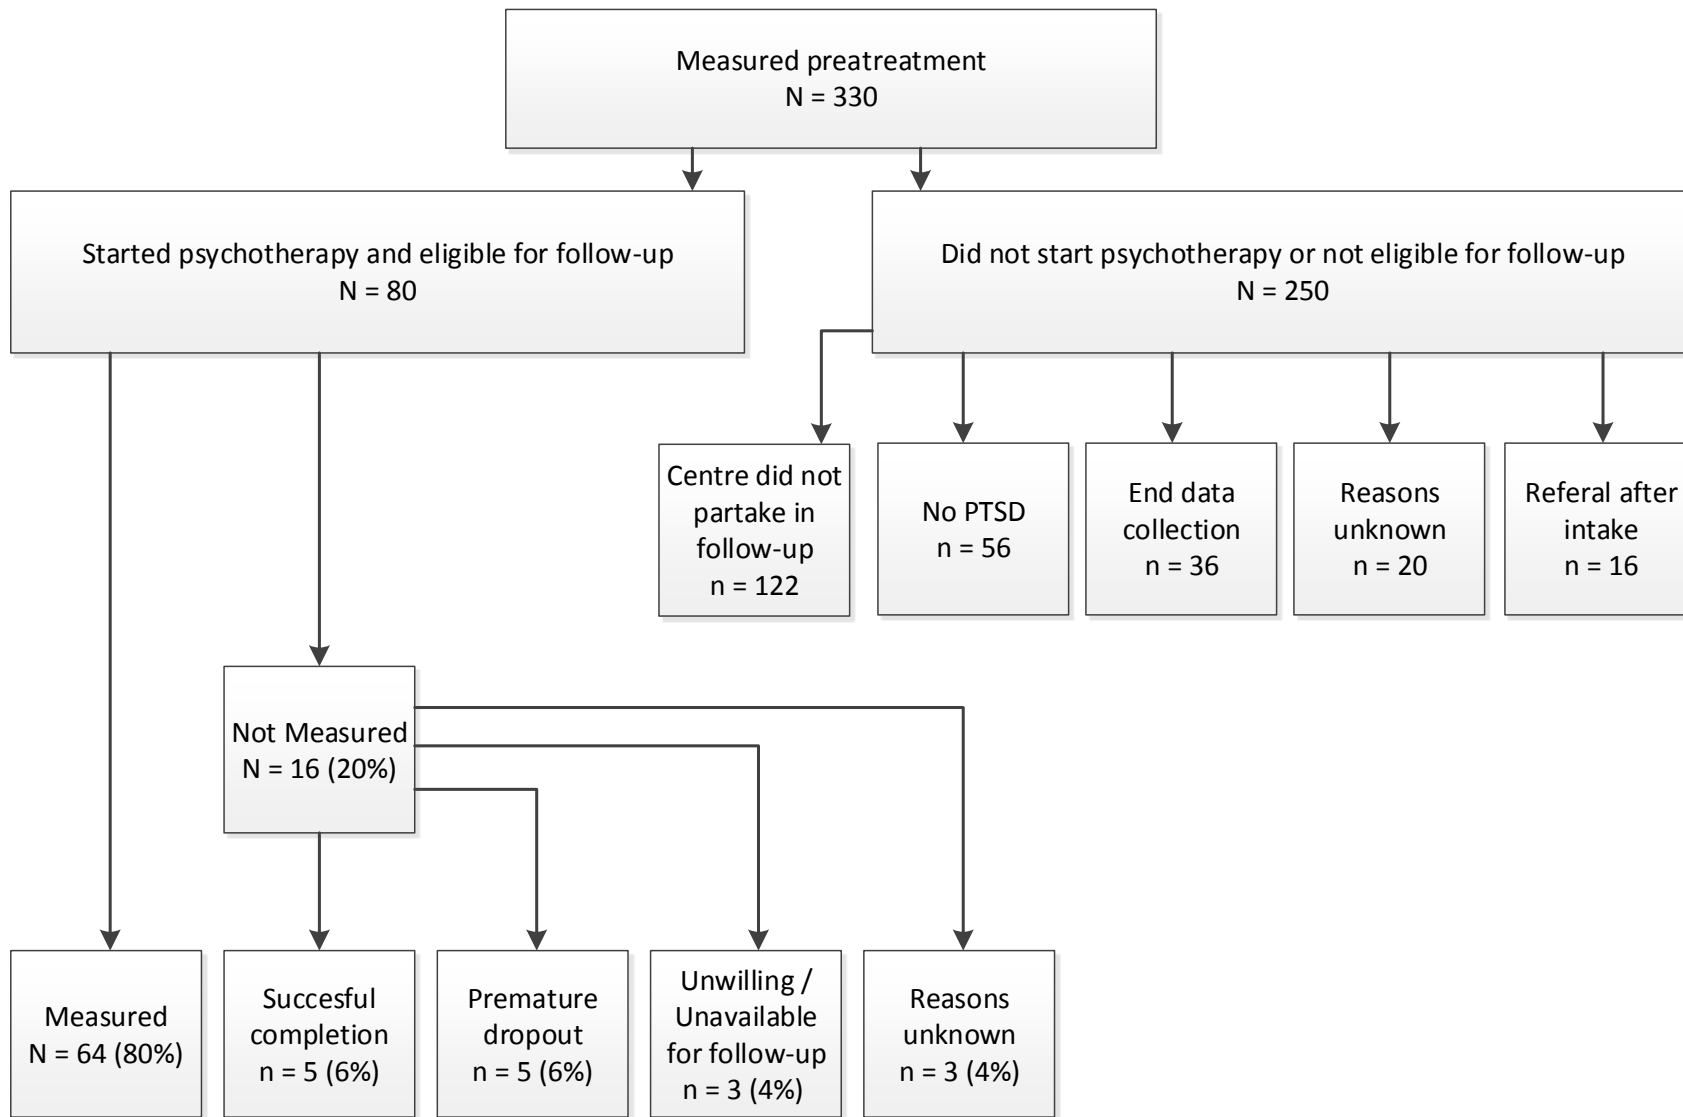 Measured preatreatment
N = 330
Started psychotherapy and eligible for follow-up
N = 80
Did not start psychotherapy or not eligible for follow-up
N = 250
Centre did not
partake in
follow-up
n = 122
No PTSD
n = 56
End data
collection
n = 36
Reasons
unknown
n = 20
Referal after
intake
n = 16
Not Measured
N = 16 (20%)
Measured
N = 64 (80%)
Succesful
completion
n = 5 (6%)
Premature
dropout
n = 5 (6%)
Unwilling /
Unavailable
for follow-up
n = 3 (4%)
Reasons
unknown
n = 3 (4%)